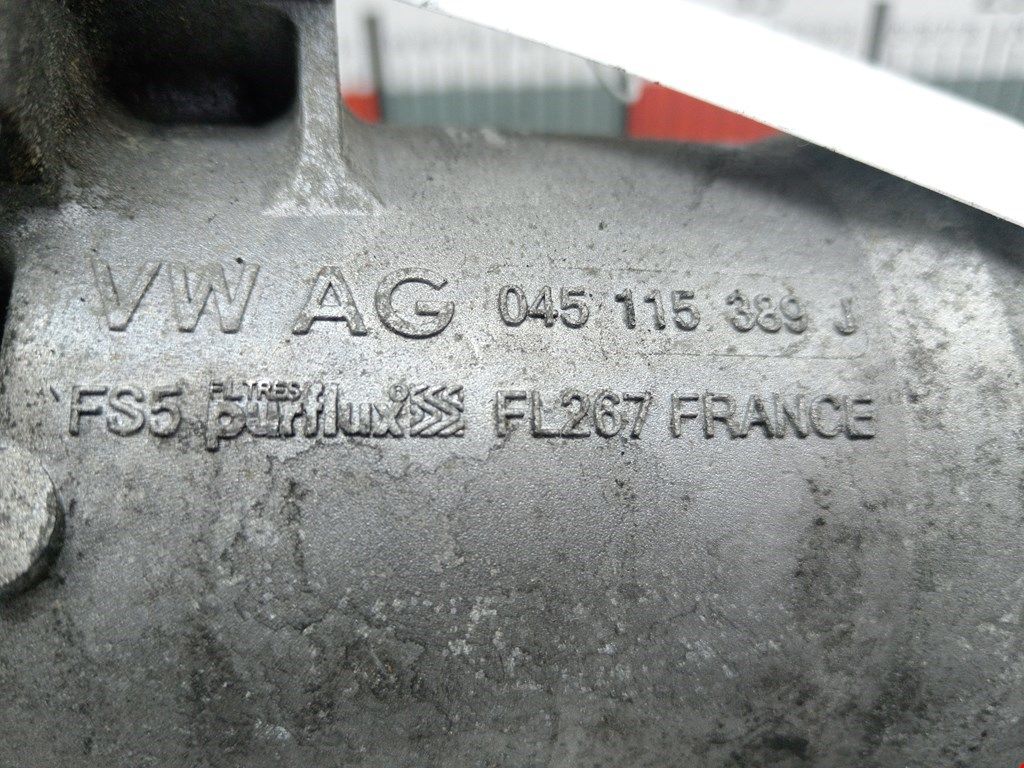 VW AG 045 115 389 J
FS5 FILTRES purflux® FL267 FRANCE